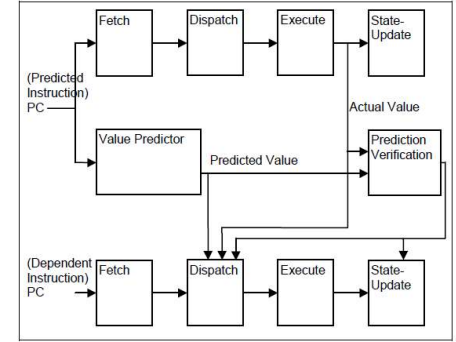 Fetch
Dispatch
Execute
State-
Update
(Predicted
Instruction)
PC
Actual Value
Value Predictor
Predicted Value
Prediction
Verification
(Dependent
Instruction)
PC
Fetch
Dispatch
Execute
State-
Update